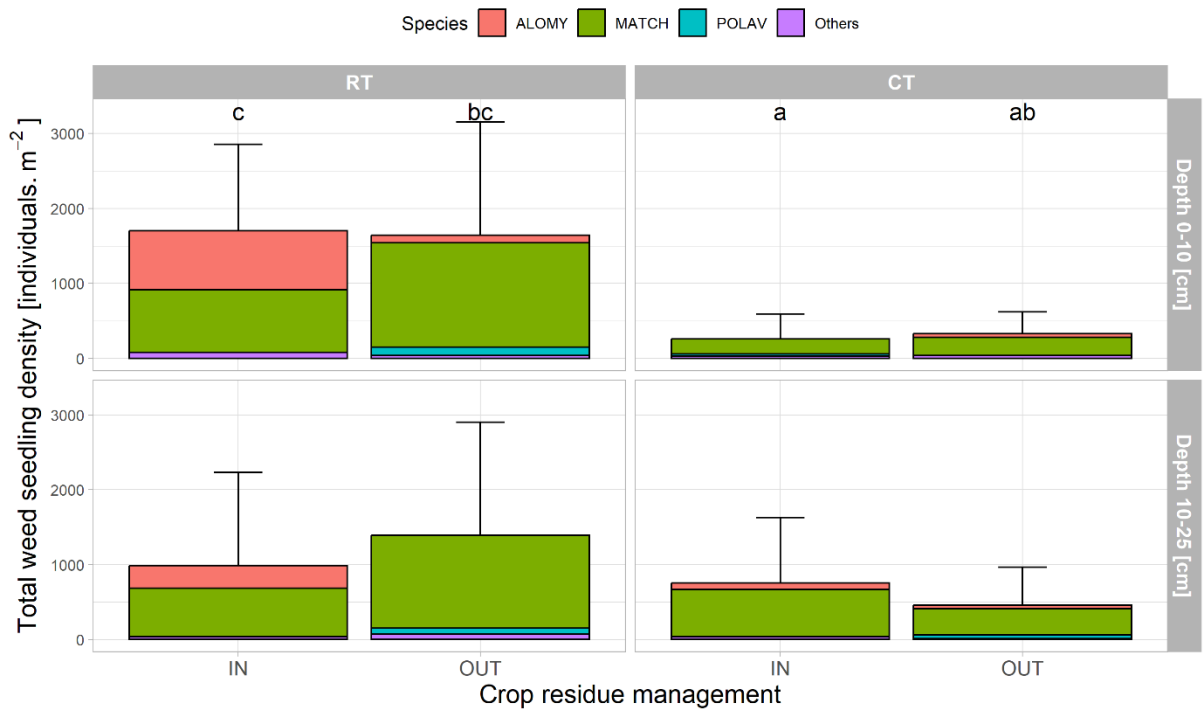 Species ALOMY MATCH POLAV Others
RT CT
c bc a ab
3000
2000
1000
0
Depth 0-10 [cm]
3000
2000
1000
0
Depth 10-25 [cm]
Total weed seedling density [individuals. m⁻²]
IN OUT IN OUT
Crop residue management